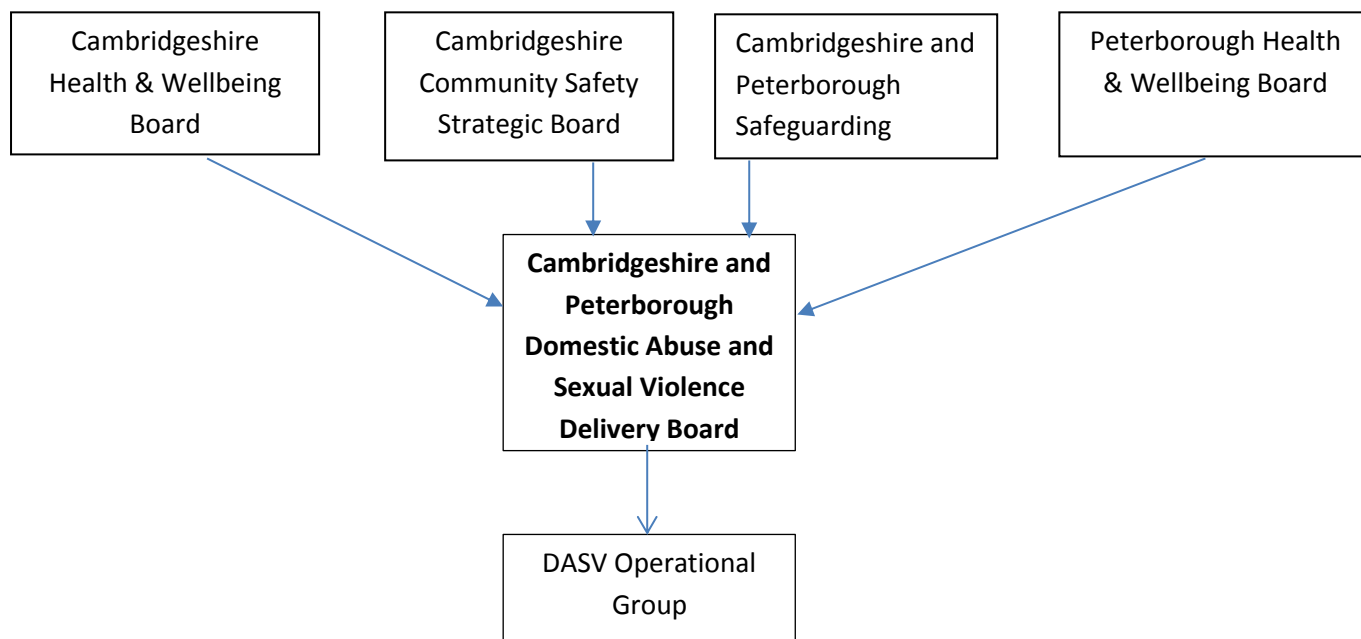 Cambridgeshire
Health & Wellbeing
Board
Cambridgeshire
Community Safety
Strategic Board
Cambridgeshire and
Peterborough
Safeguarding
Peterborough Health
& Wellbeing Board
Cambridgeshire and
Peterborough
Domestic Abuse and
Sexual Violence
Delivery Board
DASV Operational
Group